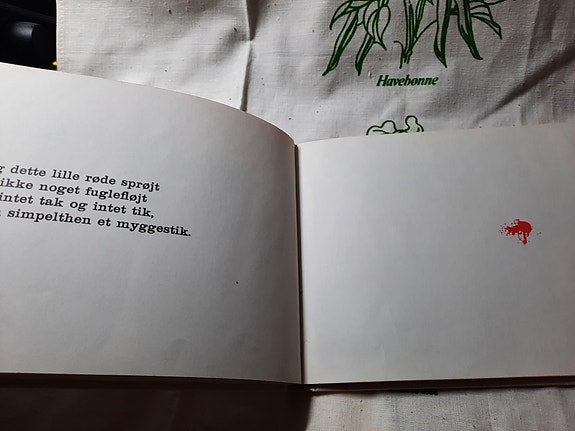 Havebønne
dette lille røde sprøjt
ikke noget fuglefløjt
intet tak og intet tik,
simpelthen et myggestik.